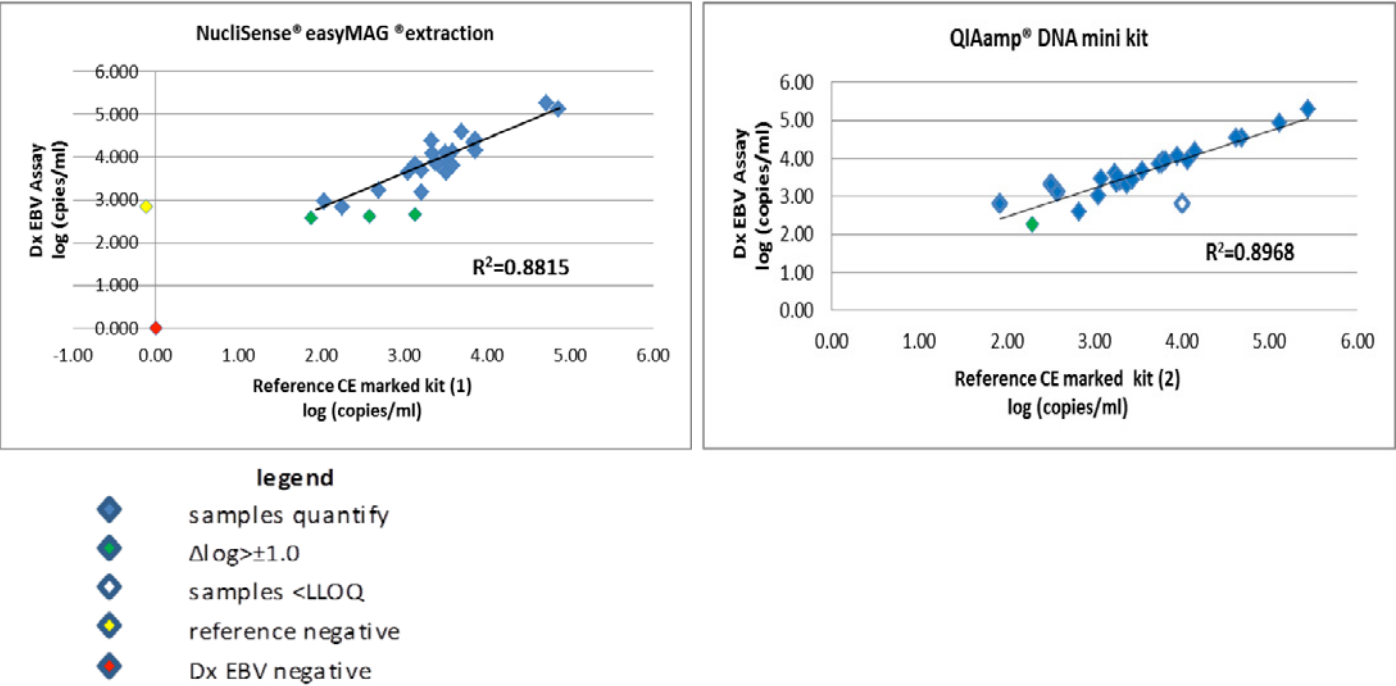 NucliSense® easyMAG ®extraction
6.000
5.000
4.000
3.000
2.000
1.000
0.000
-1.00 0.00 1.00 2.00 3.00 4.00 5.00 6.00
Dx EBV Assay
log (cpies/ml)
R²=0.8815
Reference CE marked kit (1)
log (copies/ml)
QIAamp® DNA mini kit
6.00
5.00
4.00
3.00
2.00
1.00
0.00
0.00 1.00 2.00 3.00 4.00 5.00 6.00
Dx EBV Assay
log (copies/ml)
R²=0.8968
Reference CE marked kit (2)
log (copies/ml)
legend
samples quantify
Δlog>±1.0
samples <LLOQ
reference negative
Dx EBV negative